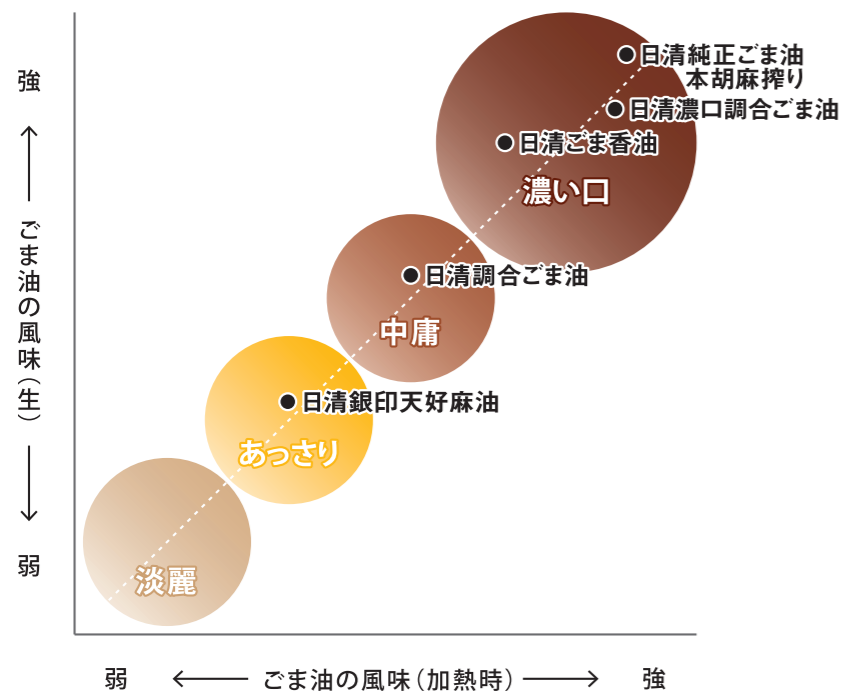 強
ごま油の風味（生）
弱
日清純正ごま油
本胡麻搾り
日清濃口調合ごま油
日清ごま香油
濃い口
日清調合ごま油
中庸
日清銀印天好麻油
あっさり
淡麗
弱
ごま油の風味（加熱時）
強